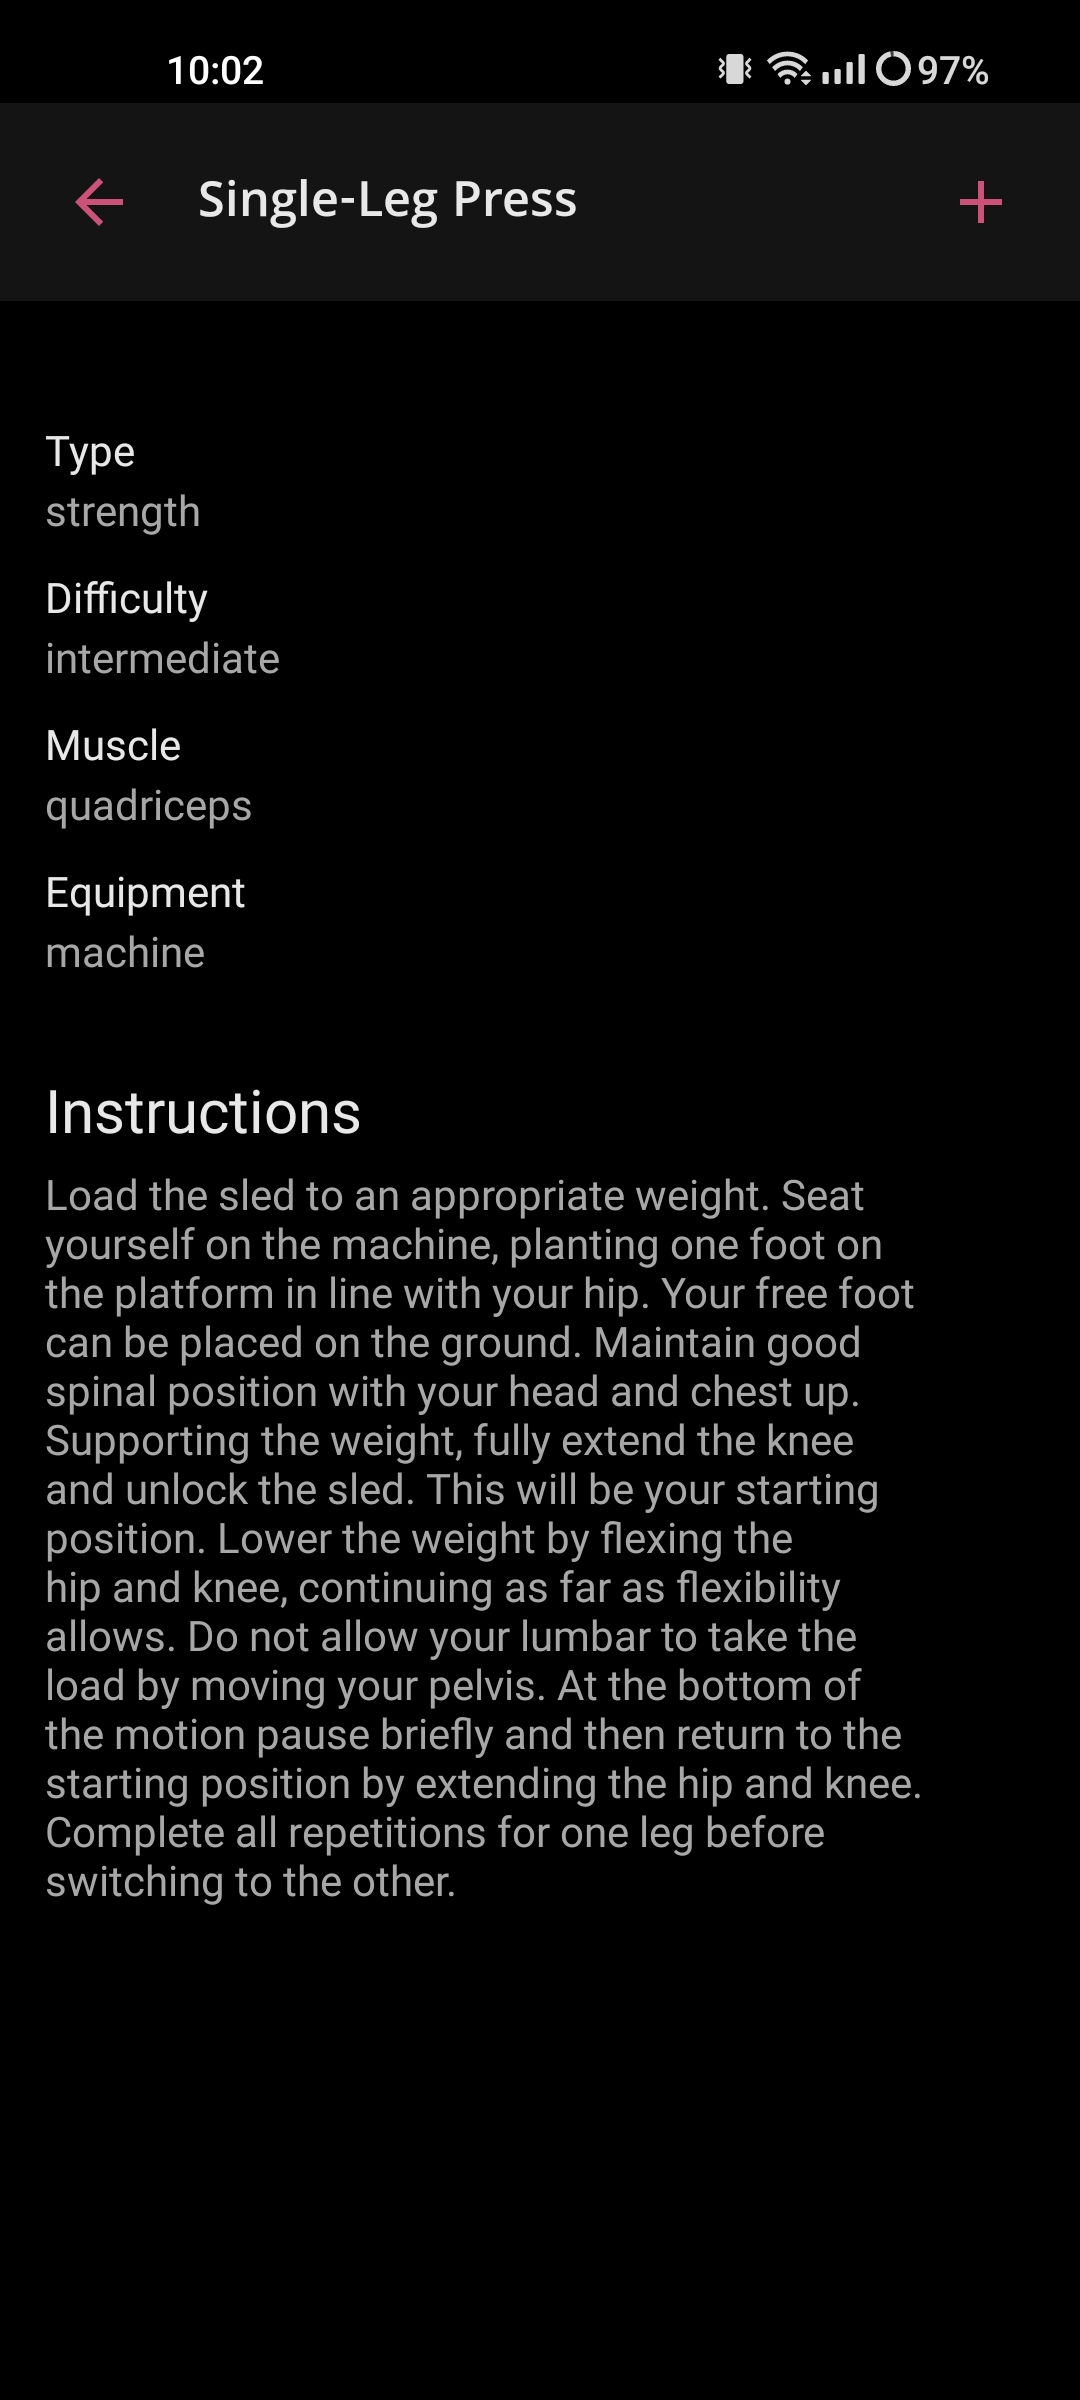 10:02
97%
Single-Leg Press
Type
strength
Difficulty
intermediate
Muscle
quadriceps
Equipment
machine
Instructions
Load the sled to an appropriate weight. Seat
yourself on the machine, planting one foot on
the platform in line with your hip. Your free foot
can be placed on the ground. Maintain good
spinal position with your head and chest up.
Supporting the weight, fully extend the knee
and unlock the sled. This will be your starting
position. Lower the weight by flexing the
hip and knee, continuing as far as flexibility
allows. Do not allow your lumbar to take the
load by moving your pelvis. At the bottom of
the motion pause briefly and then return to the
starting position by extending the hip and knee.
Complete all repetitions for one leg before
switching to the other.